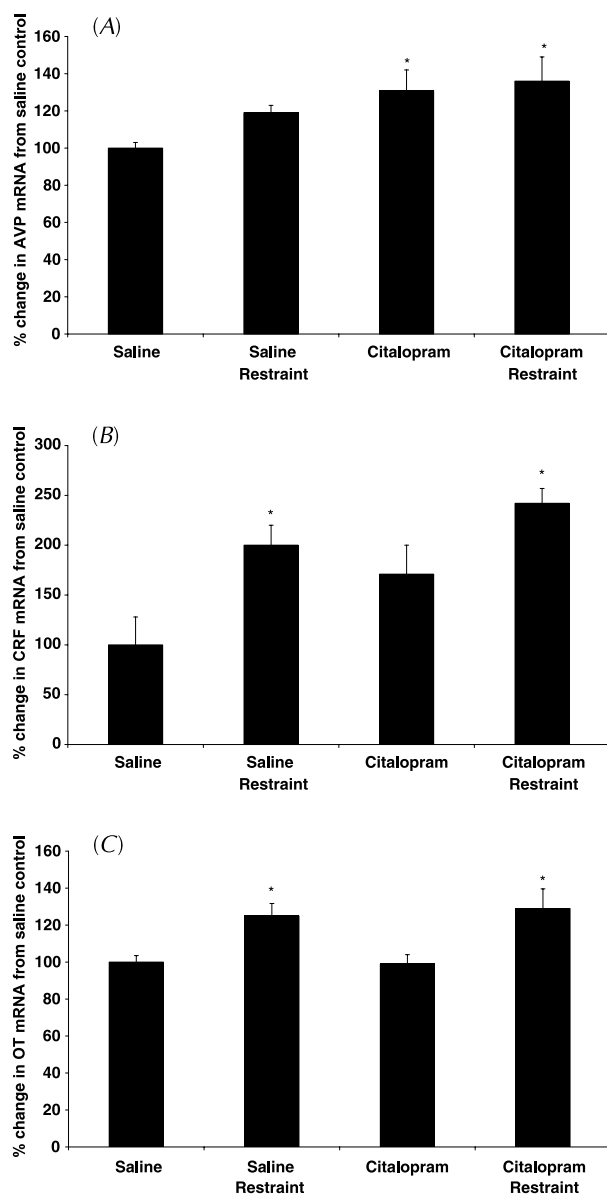 (A)
% change in AVP mRNA from saline control
160
140
120
100
80
60
40
20
0
*
*
Saline
Saline
Restraint
Citalopram
Citalopram
Restraint
(B)
% change in CRF mRNA from saline control
300
250
200
150
100
50
0
*
*
Saline
Saline
Restraint
Citalopram
Citalopram
Restraint
(C)
% change in OT mRNA from saline control
160
140
120
100
80
60
40
20
0
*
*
Saline
Saline
Restraint
Citalopram
Citalopram
Restraint